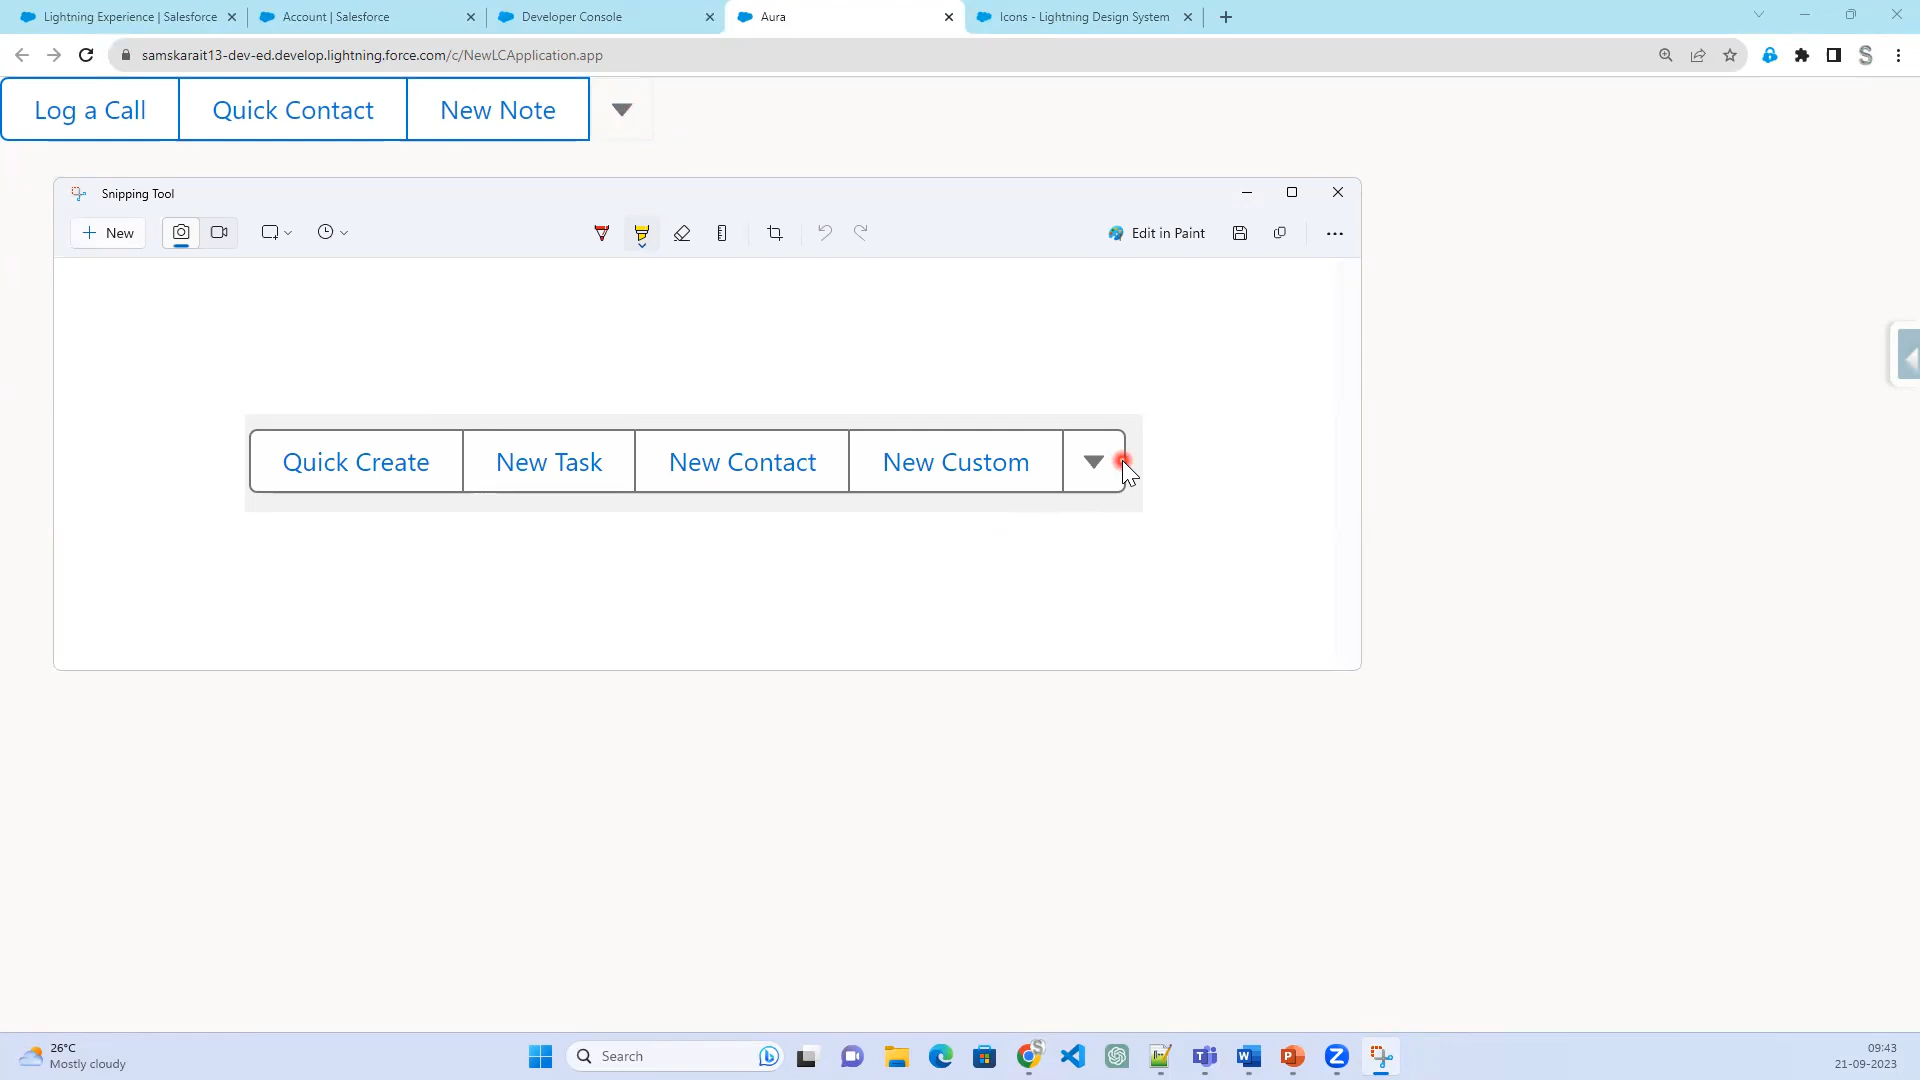 Lightning Experience | Salesforce
Account | Salesforce
Developer Console
Aura
Icons - Lightning Design System
samskarait13-dev-ed.develop.lightning.force.com/c/NewLCApplication.app
Log a Call
Quick Contact
New Note
Snipping Tool
New
Edit in Paint
Quick Create
New Task
New Contact
New Custom
26°C
Mostly cloudy
Search
09:43
21-09-2023